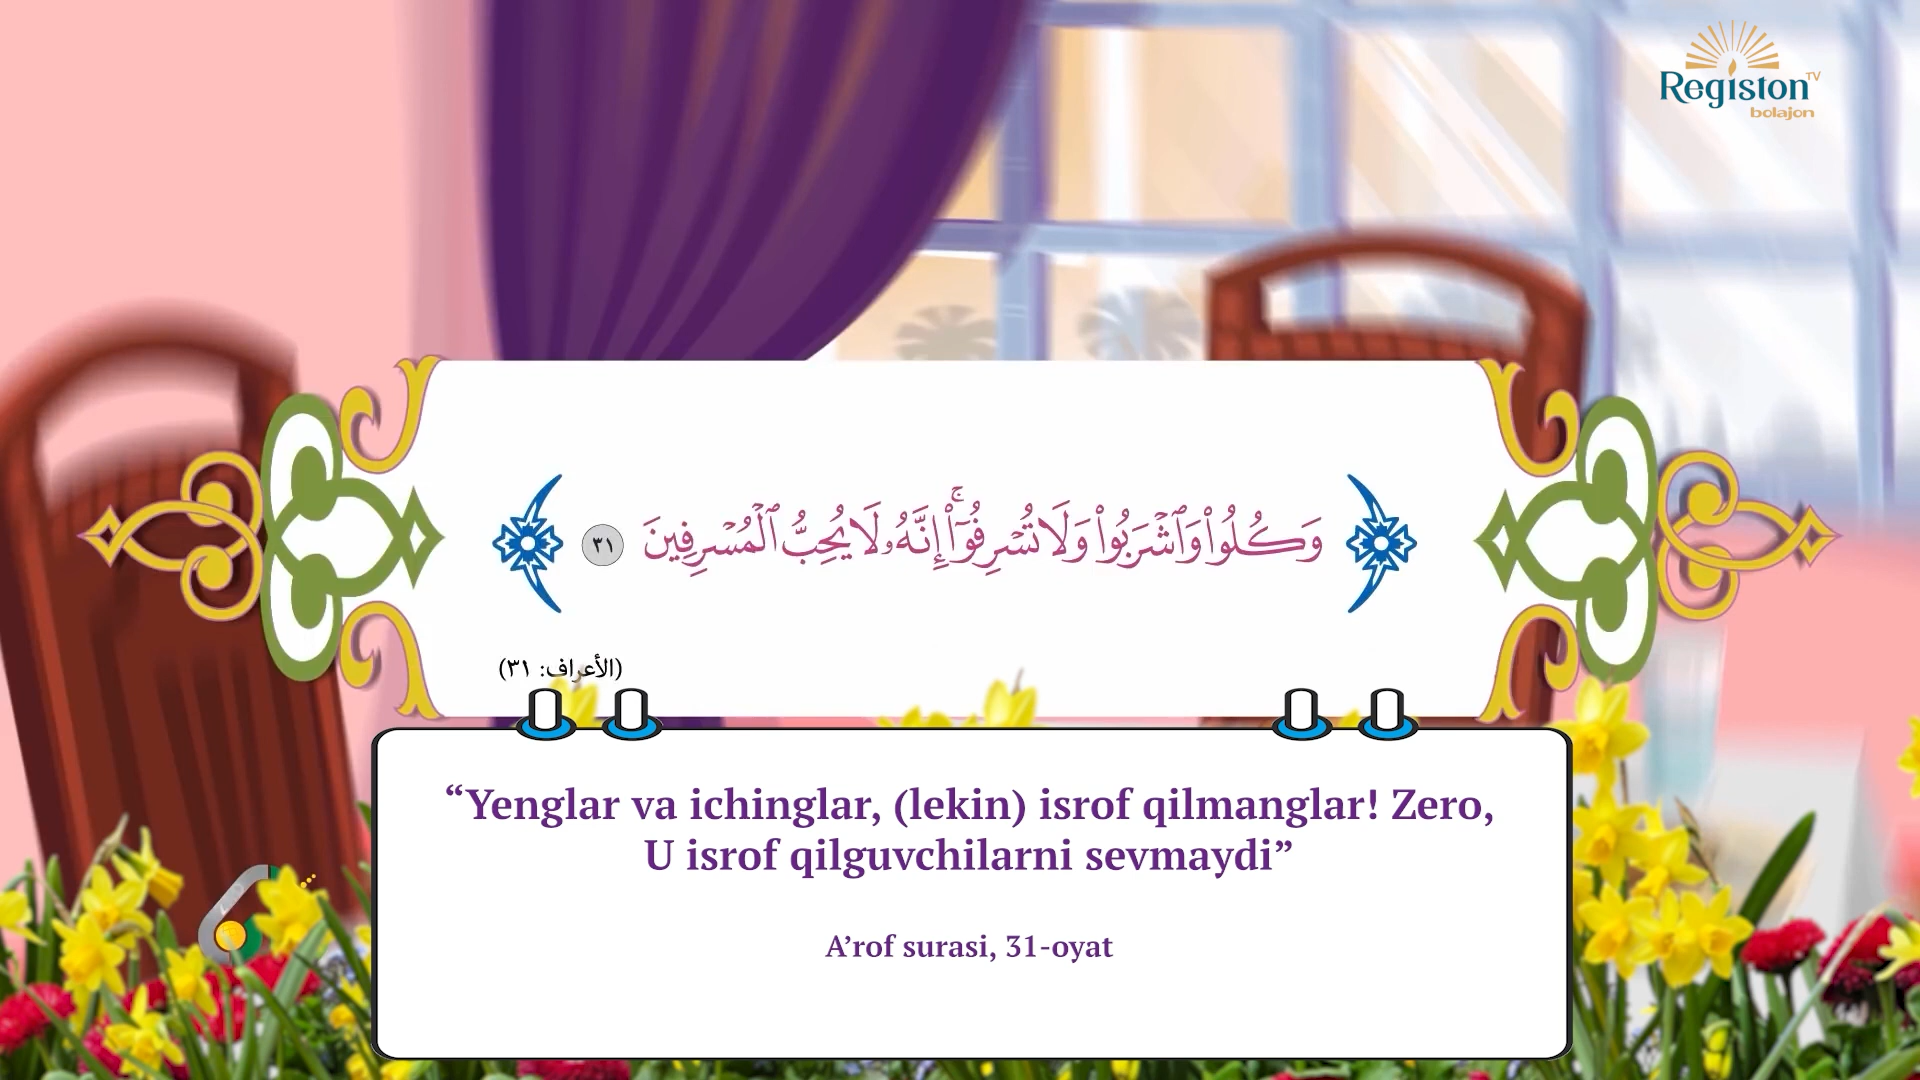 Registon TV
bolajon
وَكُلُوا۟ وَٱشْرَبُوا۟ وَلَا تُسْرِفُوٓا۟ ۚ إِنَّهُۥ لَا يُحِبُّ ٱلْمُسْرِفِينَ ٣١
(الأعراف: ٣١)
“Yenglar va ichinglar, (lekin) isrof qilmanglar! Zero,
U isrof qilguvchilarni sevmaydi”
A’rof surasi, 31-oyat